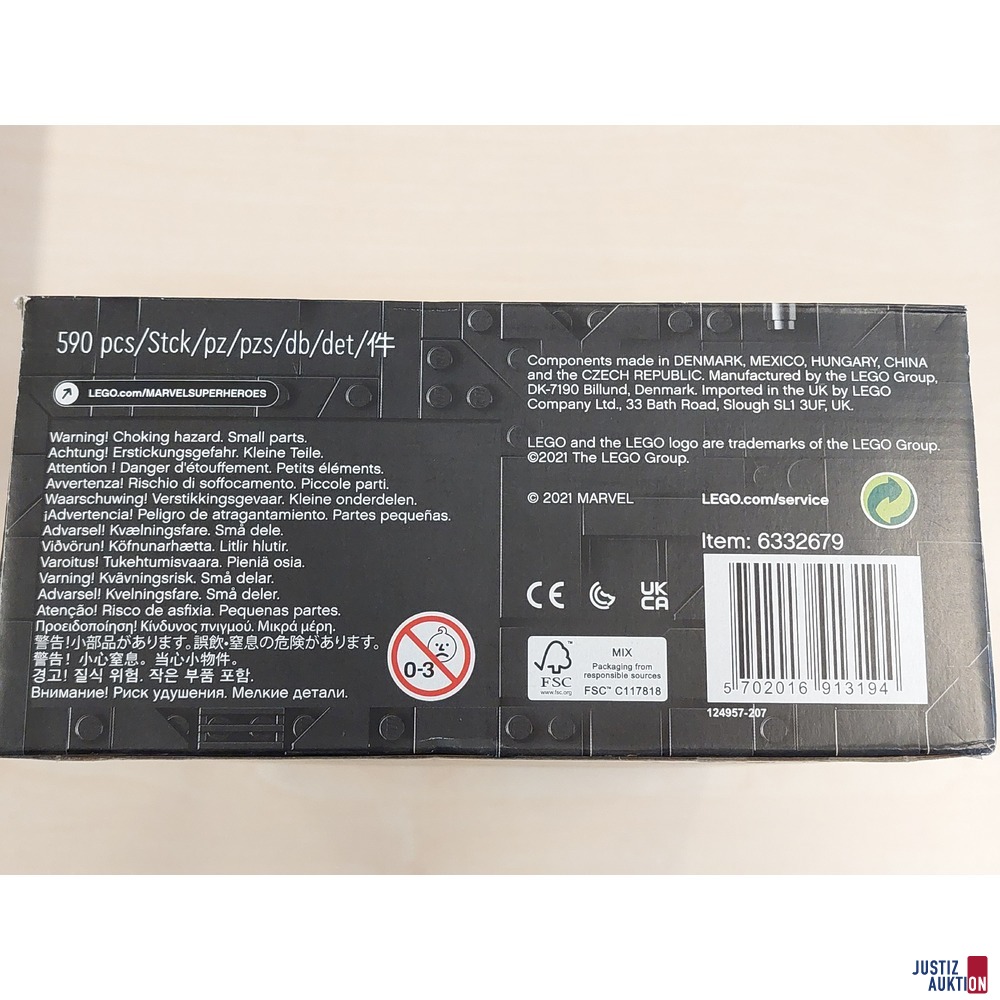 590 pcs/Stck/pz/pzs/db/det/件
LEGO.com/MARVELSUPERHEROES
Warning! Choking hazard. Small parts.
Achtung! Erstickungsgefahr. Kleine Teile.
Attention ! Danger d'étouffement. Petits éléments.
Avvertenza! Rischio di soffocamento. Piccole parti.
Waarschuwing! Verstikkingsgevaar. Kleine onderdelen.
¡Advertencia! Peligro de atragantamiento. Partes pequeñas.
Advarsel! Kvælningsfare. Små dele.
Viðvörun! Köfnunarhætta. Litlir hlutir.
Varoitus! Tukehtumisvaara. Pieniä osia.
Varning! Kvävningsrisk. Små delar.
Advarsel! Kvelningsfare. Små deler.
Atenção! Risco de asfixia. Pequenas partes.
Προειδοποίηση! Κίνδυνος πνιγμού. Μικρά μέρη.
警告!小部品があります。誤飲・窒息の危険があります。
警告！小心窒息。当心小物件。
경고! 질식 위험. 작은 부품 포함.
Внимание! Риск удушения. Мелкие детали.
0-3
Components made in DENMARK, MEXICO, HUNGARY, CHINA
and the CZECH REPUBLIC. Manufactured by the LEGO Group,
DK-7190 Billund, Denmark. Imported in the UK by LEGO
Company Ltd., 33 Bath Road, Slough SL1 3UF, UK.
LEGO and the LEGO logo are trademarks of the LEGO Group.
©2021 The LEGO Group.
© 2021 MARVEL
LEGO.com/service
Item: 6332679
CE
UK
CA
FSC™
www.fsc.org
MIX
Packaging from
responsible sources
FSC™ C117818
5 702016 913194
124957-207
JUSTIZ
AUKTION